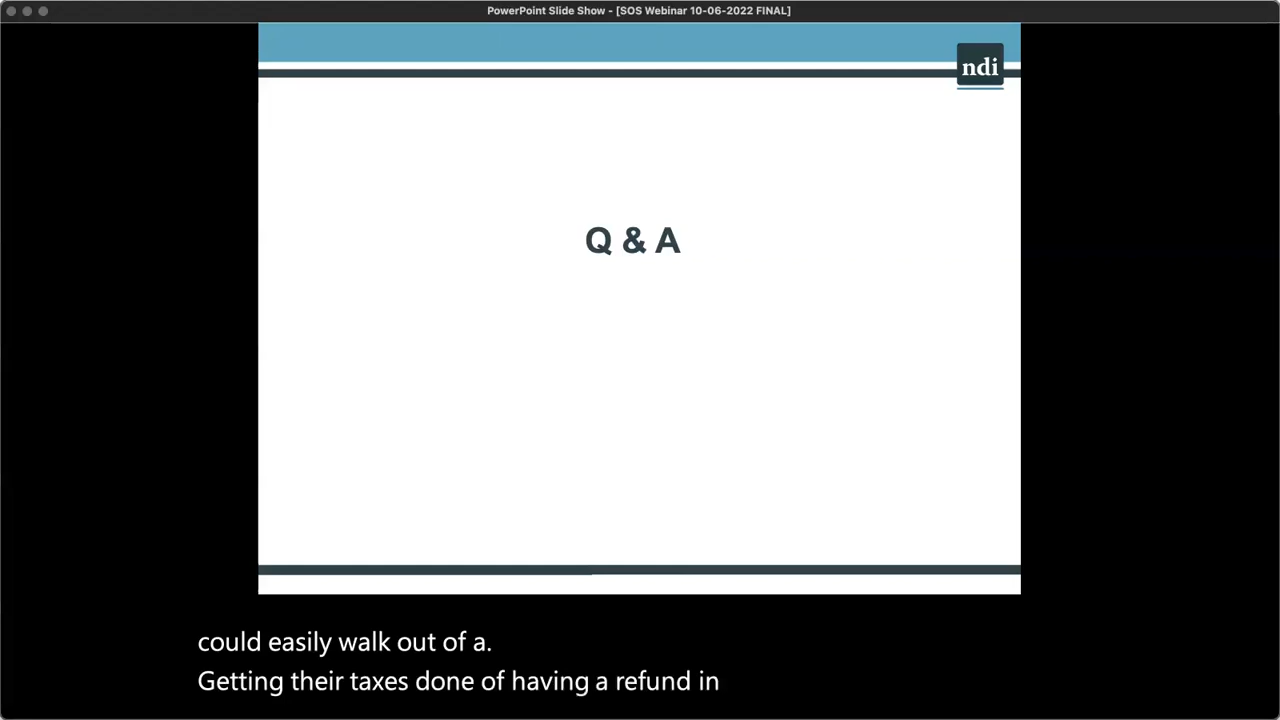 PowerPoint Slide Show - [SOS Webinar 10-06-2022 FINAL]
ndi
Q & A
could easily walk out of a.
Getting their taxes done of having a refund in